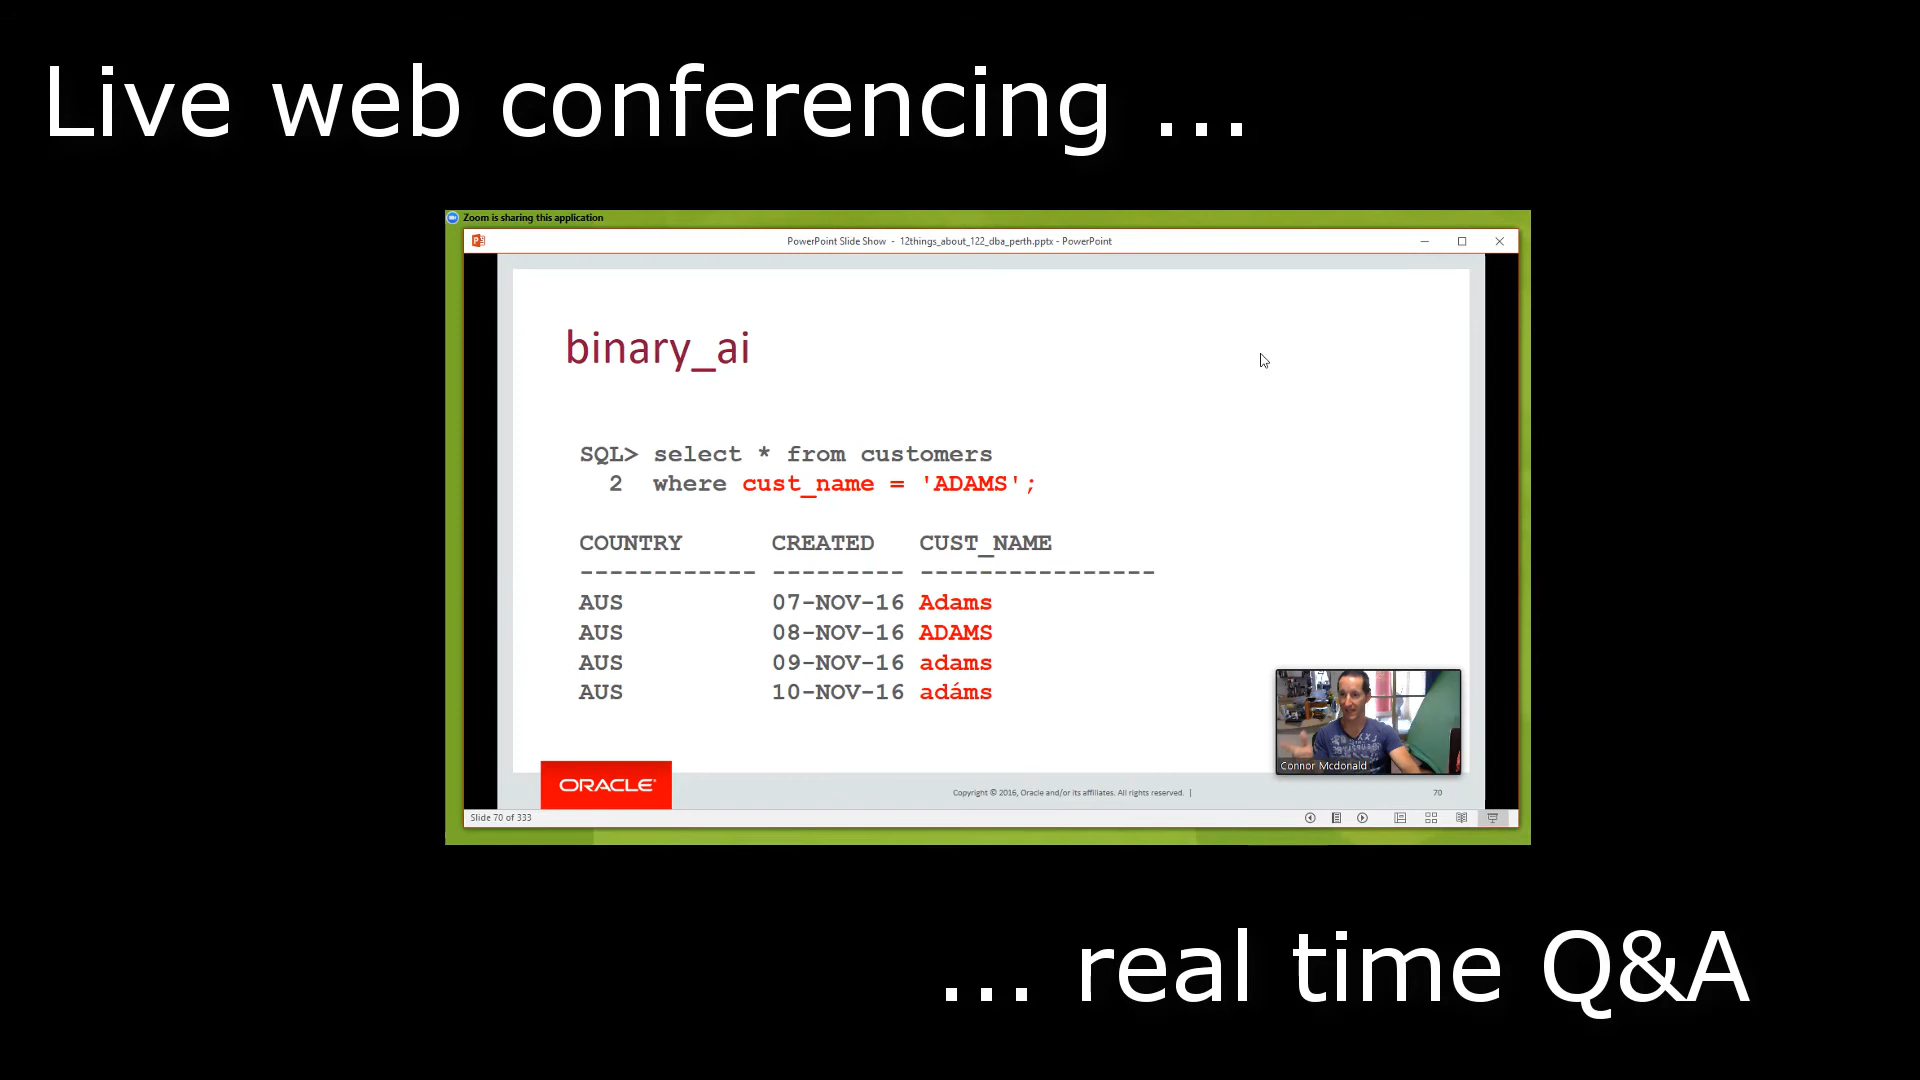 Live web conferencing ...
Zoom is sharing this application
PowerPoint Slide Show - 12things_about_122_dba_perth.pptx - PowerPoint
binary_ai
SQL> select * from customers
2 where cust_name = 'ADAMS';
COUNTRY CREATED CUST_NAME
------------ --------- ----------------
AUS 07-NOV-16 Adams
AUS 08-NOV-16 ADAMS
AUS 09-NOV-16 adams
AUS 10-NOV-16 adáms
Connor Mcdonald
ORACLE
Copyright © 2016, Oracle and/or its affiliates. All rights reserved. |
70
Slide 70 of 333
... real time Q&A